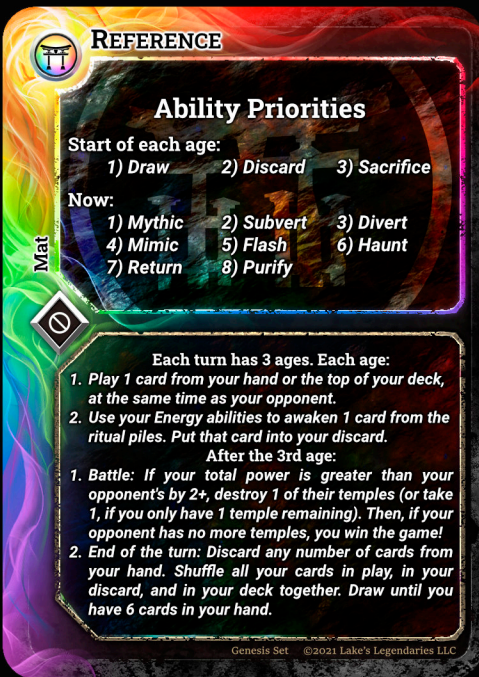 REFERENCE
Ability Priorities
Start of each age:
1) Draw 2) Discard 3) Sacrifice
Now:
1) Mythic 2) Subvert 3) Divert
4) Mimic 5) Flash 6) Haunt
7) Return 8) Purify
Mat
Each turn has 3 ages. Each age:
1. Play 1 card from your hand or the top of your deck,
at the same time as your opponent.
2. Use your Energy abilities to awaken 1 card from the
ritual piles. Put that card into your discard.
After the 3rd age:
1. Battle: If your total power is greater than your
opponent's by 2+, destroy 1 of their temples (or take
1, if you only have 1 temple remaining). Then, if your
opponent has no more temples, you win the game!
2. End of the turn: Discard any number of cards from
your hand. Shuffle all your cards in play, in your
discard, and in your deck together. Draw until you
have 6 cards in your hand.
Genesis Set ©2021 Lake's Legendaries LLC